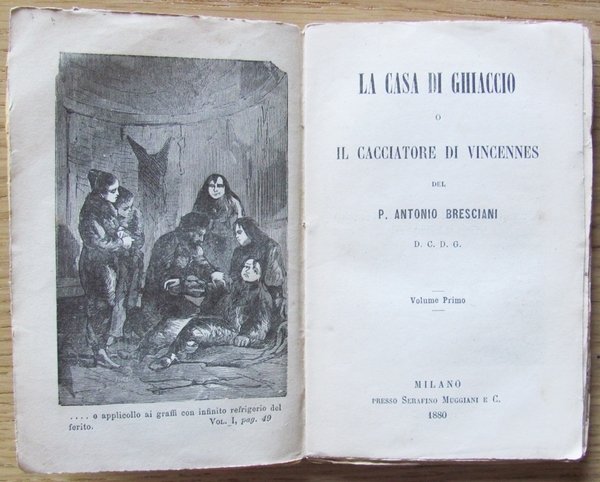 .... e applicollo ai graffi con infinito refrigerio del
ferito. VOL. I, pag. 49
LA CASA DI GHIACCIO
O
IL CACCIATORE DI VINCENNES
DEL
P. ANTONIO BRESCIANI
D. C. D. G.
Volume Primo
MILANO
PRESSO SERAFINO MUGGIANI E C.
1880